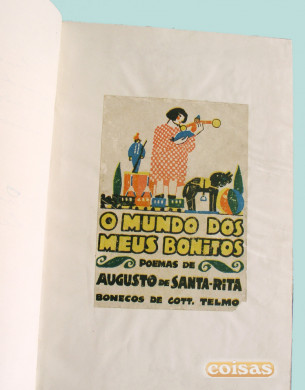 O MUNDO DOS
MEUS BONITOS
POEMAS DE
AUGUSTO DE SANTA-RITA
BONECOS DE COTT. TELMO
coisas